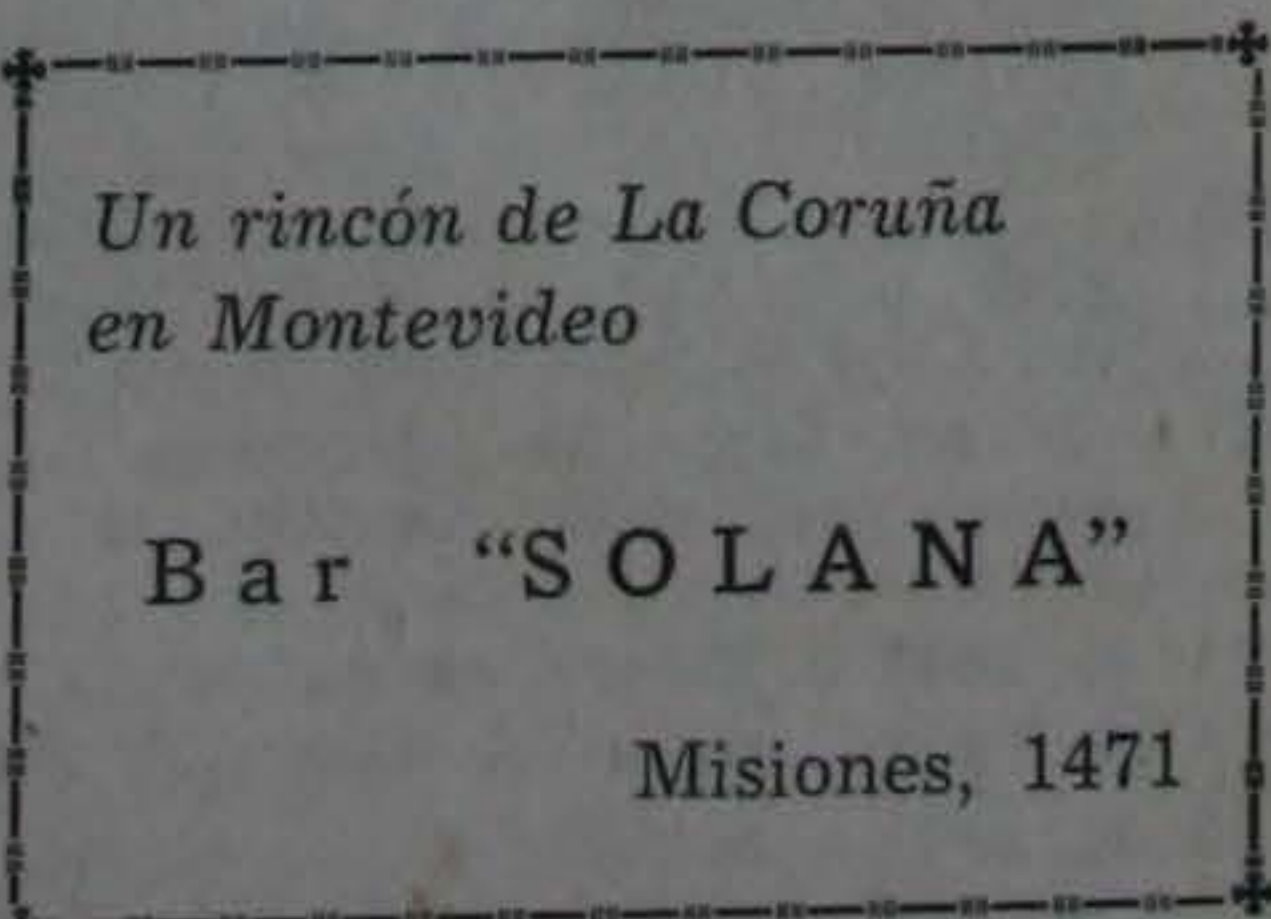 Un rincón de La Coruña
en Montevideo
Bar “SOLANA”
Misiones, 1471